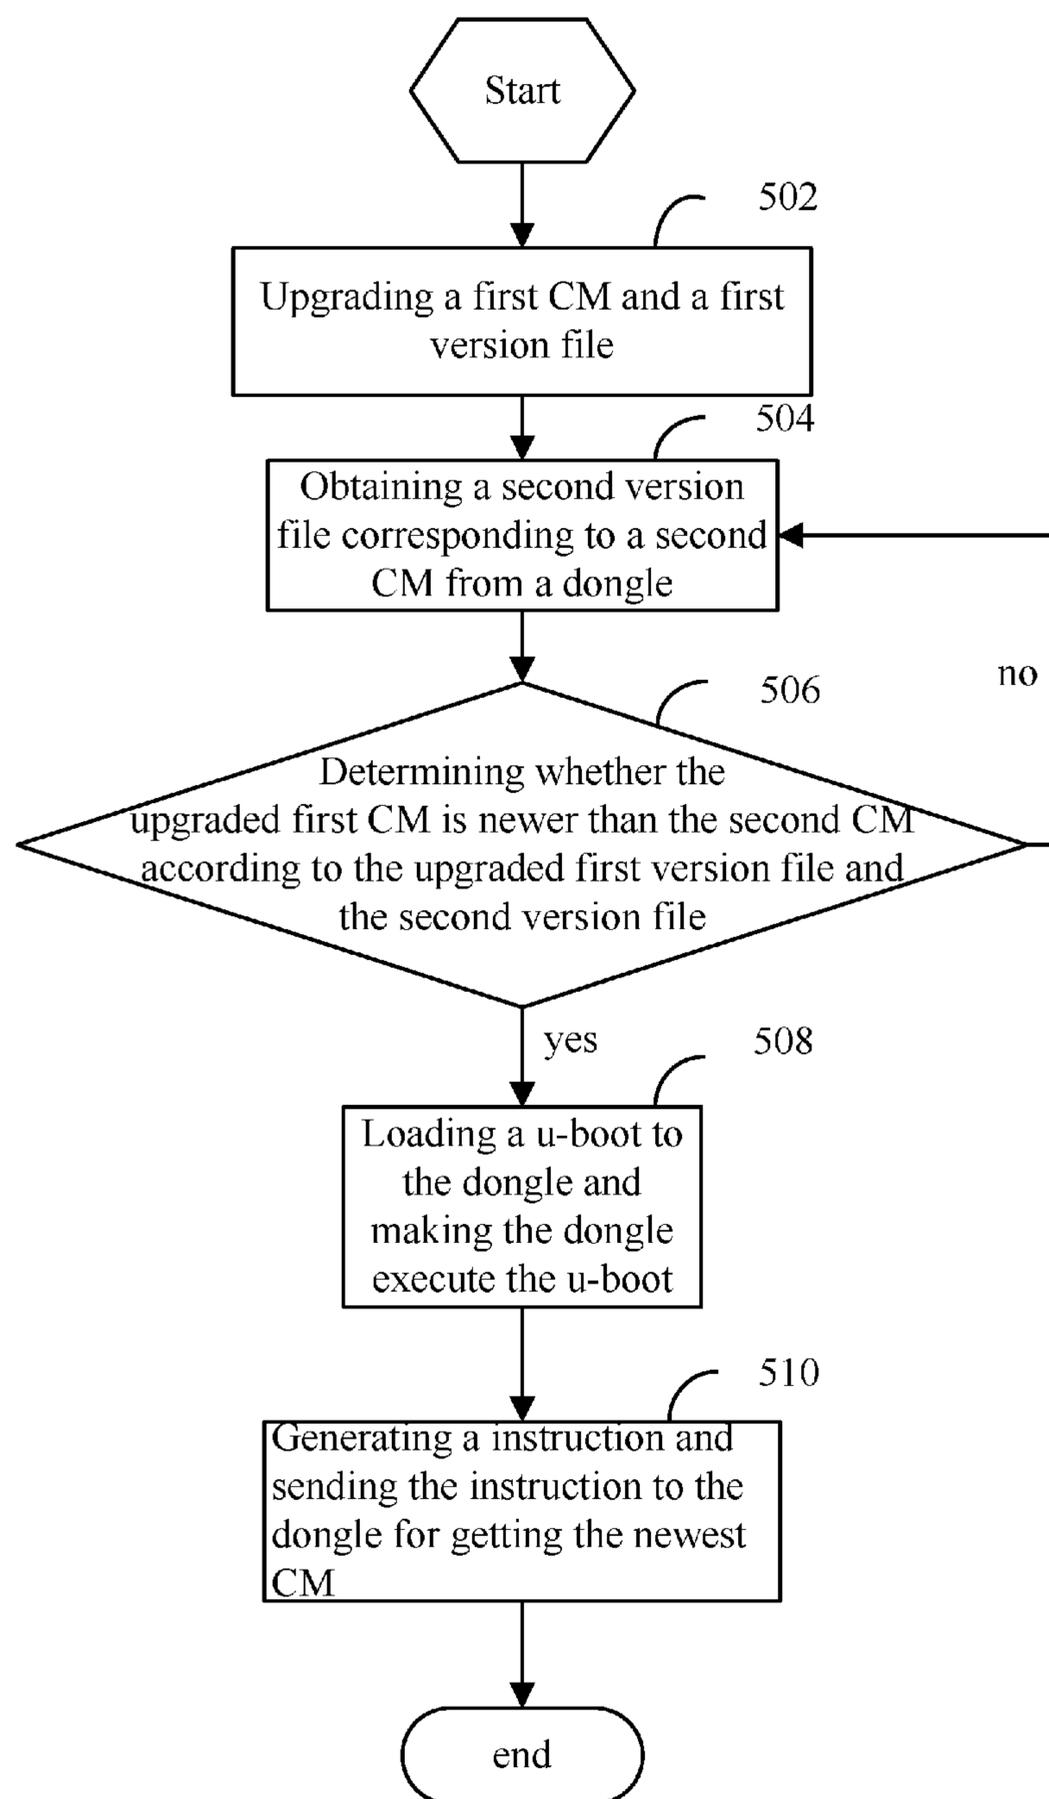 Start
502
Upgrading a first CM and a first
version file
504
Obtaining a second version
file corresponding to a second
CM from a dongle
no
506
Determining whether the
upgraded first CM is newer than the second CM
according to the upgraded first version file and
the second version file
yes
508
Loading a u-boot to
the dongle and
making the dongle
execute the u-boot
510
Generating a instruction and
sending the instruction to the
dongle for getting the newest
CM
end